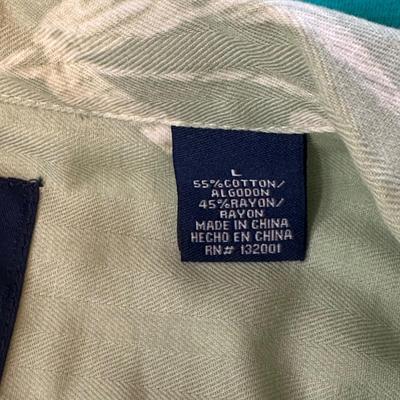 L
55%COTTON/
ALGODON
45%RAYON/
RAYON
MADE IN CHINA
HECHO EN CHINA
RN# 132001